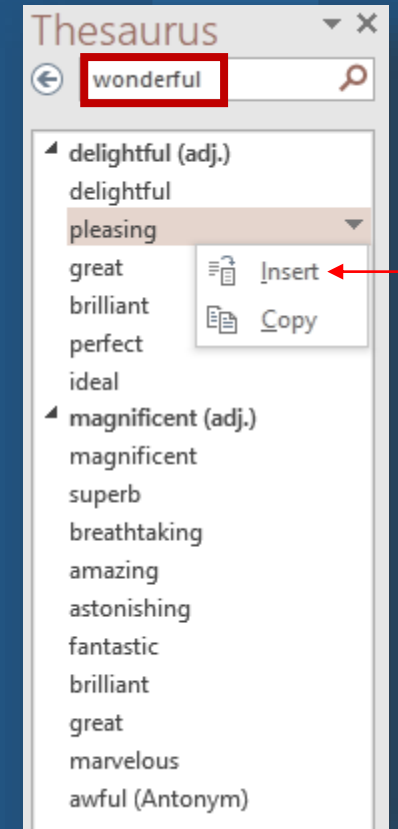 Thesaurus
wonderful
delightful (adj.)
delightful
pleasing
great
Insert
brilliant
Copy
perfect
ideal
magnificent (adj.)
magnificent
superb
breathtaking
amazing
astonishing
fantastic
brilliant
great
marvelous
awful (Antonym)